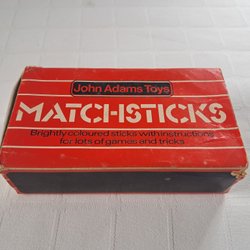 John Adams Toys
MATCHSTICKS
Brightly coloured sticks with instructions
for lots of games and tricks